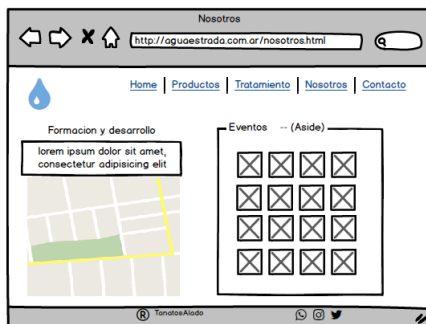 Nosotros
http://aguaestrada.com.ar/nosotros.html
Home | Productos | Tratamiento | Nosotros | Contacto
Formacion y desarrollo
lorem ipsum dolor sit amet,
consectetur adipisicing elit
Eventos -- (Aside)
® TanatosAlado